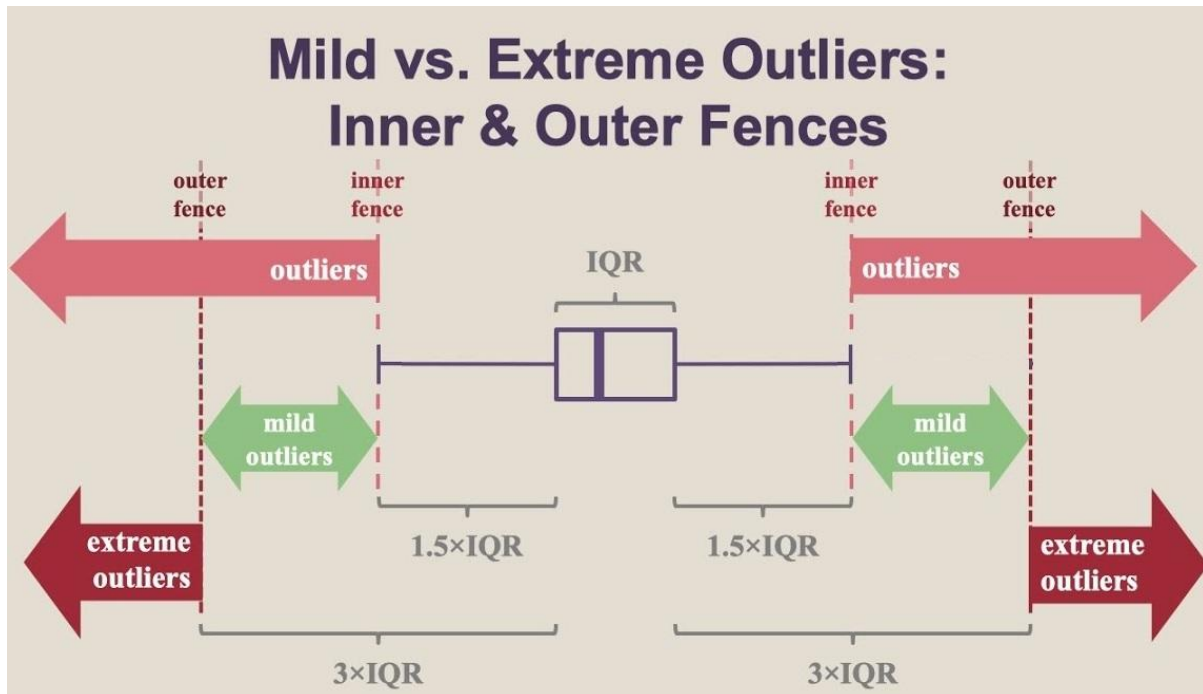 Mild vs. Extreme Outliers:
Inner & Outer Fences
outer
fence
inner
fence
inner
fence
outer
fence
outliers
IQR
outliers
mild
outliers
mild
outliers
1.5×IQR
1.5×IQR
extreme
outliers
extreme
outliers
3×IQR
3×IQR